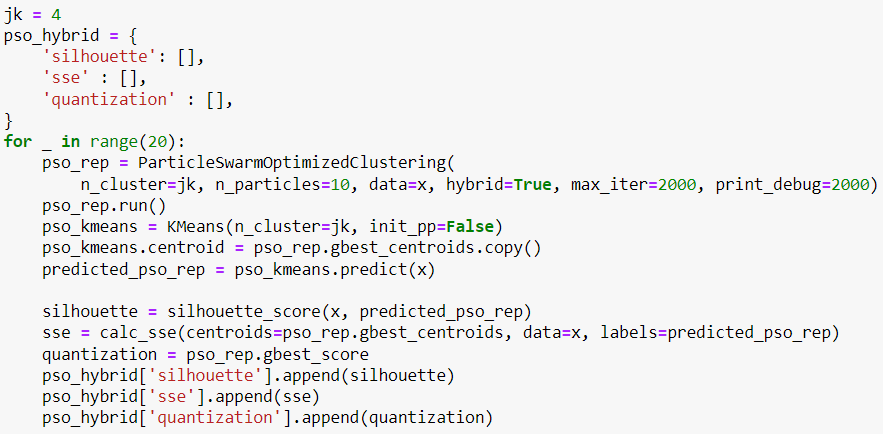 jk = 4
pso_hybrid = {
    'silhouette': [],
    'sse' : [],
    'quantization' : [],
}
for _ in range(20):
    pso_rep = ParticleSwarmOptimizedClustering(
        n_cluster=jk, n_particles=10, data=x, hybrid=True, max_iter=2000, print_debug=2000)
    pso_rep.run()
    pso_kmeans = KMeans(n_cluster=jk, init_pp=False)
    pso_kmeans.centroid = pso_rep.gbest_centroids.copy()
    predicted_pso_rep = pso_kmeans.predict(x)

    silhouette = silhouette_score(x, predicted_pso_rep)
    sse = calc_sse(centroids=pso_rep.gbest_centroids, data=x, labels=predicted_pso_rep)
    quantization = pso_rep.gbest_score
    pso_hybrid['silhouette'].append(silhouette)
    pso_hybrid['sse'].append(sse)
    pso_hybrid['quantization'].append(quantization)